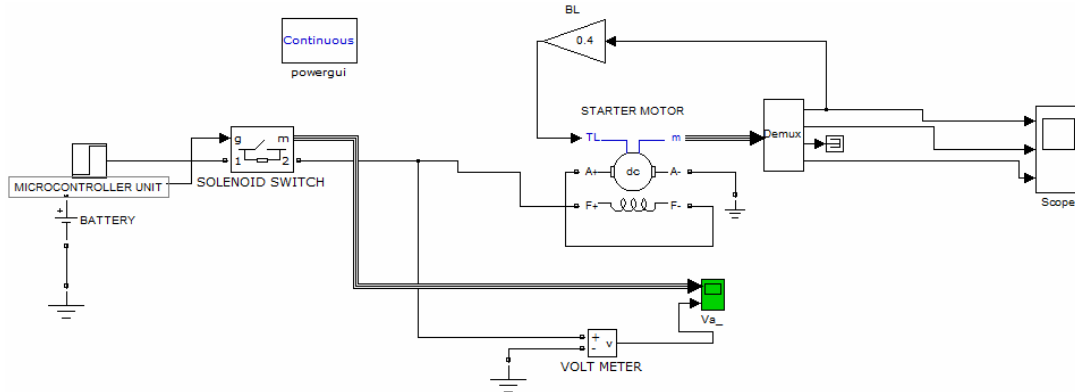 BL
0.4
Continuous
powergui
STARTER MOTOR
TL
m
Demux
g
m
1
2
SOLENOID SWITCH
MICROCONTROLLER UNIT
A+
dc
A-
F+
F-
Scope
+
BATTERY
Va_
+
-
v
VOLT METER